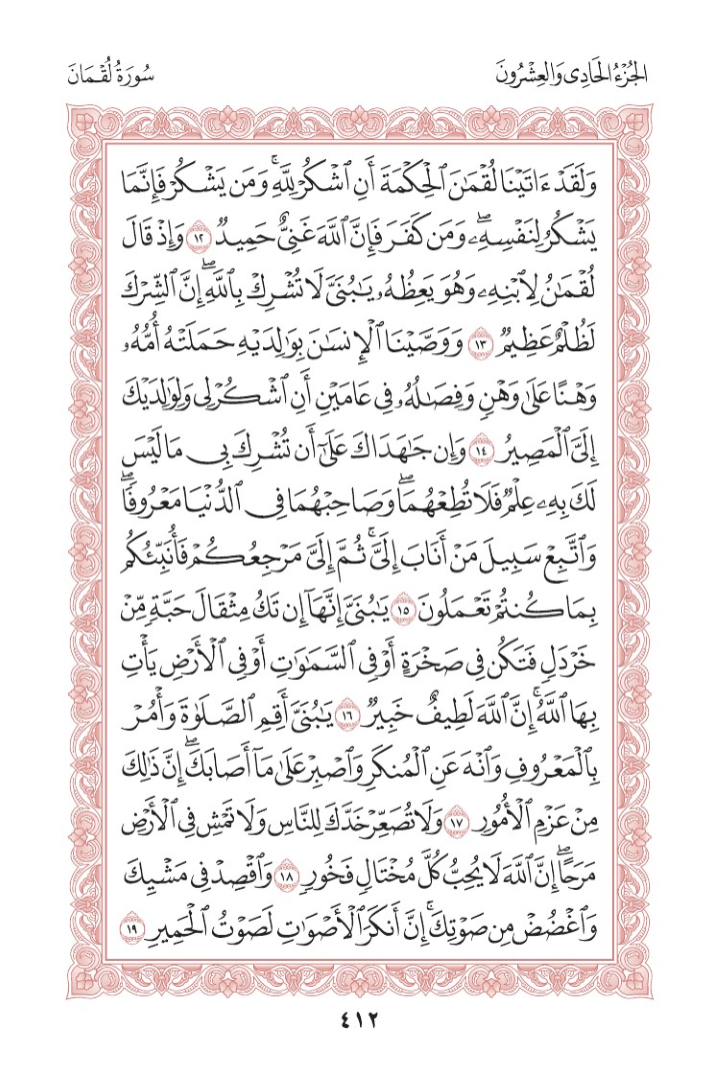 الجُزْءُ الحَادِي وَالعِشْرُونَ
سُورَةُ لُقْمَانَ
وَلَقَدْ ءَاتَيْنَا لُقْمَٰنَ ٱلْحِكْمَةَ أَنِ ٱشْكُرْ لِلَّهِۚ وَمَن يَشْكُرْ فَإِنَّمَا
يَشْكُرُ لِنَفْسِهِۦۖ وَمَن كَفَرَ فَإِنَّ ٱللَّهَ غَنِيٌّ حَمِيدٌ ١٢ وَإِذْ قَالَ
لُقْمَٰنُ لِٱبْنِهِۦ وَهُوَ يَعِظُهُۥ يَٰبُنَيَّ لَا تُشْرِكْ بِٱللَّهِۖ إِنَّ ٱلشِّرْكَ
لَظُلْمٌ عَظِيمٌ ١٣ وَوَصَّيْنَا ٱلْإِنسَٰنَ بِوَٰلِدَيْهِ حَمَلَتْهُ أُمُّهُۥ
وَهْنًا عَلَىٰ وَهْنٍ وَفِصَٰلُهُۥ فِي عَامَيْنِ أَنِ ٱشْكُرْ لِي وَلِوَٰلِدَيْكَ
إِلَيَّ ٱلْمَصِيرُ ١٤ وَإِن جَٰهَدَاكَ عَلَىٰٓ أَن تُشْرِكَ بِي مَا لَيْسَ
لَكَ بِهِۦ عِلْمٌ فَلَا تُطِعْهُمَاۖ وَصَاحِبْهُمَا فِي ٱلدُّنْيَا مَعْرُوفًاۖ
وَٱتَّبِعْ سَبِيلَ مَنْ أَنَابَ إِلَيَّۚ ثُمَّ إِلَيَّ مَرْجِعُكُمْ فَأُنَبِّئُكُم
بِمَا كُنتُمْ تَعْمَلُونَ ١٥ يَٰبُنَيَّ إِنَّهَآ إِن تَكُ مِثْقَالَ حَبَّةٍ مِّنْ
خَرْدَلٍ فَتَكُن فِي صَخْرَةٍ أَوْ فِي ٱلسَّمَٰوَٰتِ أَوْ فِي ٱلْأَرْضِ يَأْتِ
بِهَا ٱللَّهُۚ إِنَّ ٱللَّهَ لَطِيفٌ خَبِيرٌ ١٦ يَٰبُنَيَّ أَقِمِ ٱلصَّلَوٰةَ وَأْمُرْ
بِٱلْمَعْرُوفِ وَٱنْهَ عَنِ ٱلْمُنكَرِ وَٱصْبِرْ عَلَىٰ مَآ أَصَابَكَۖ إِنَّ ذَٰلِكَ
مِنْ عَزْمِ ٱلْأُمُورِ ١٧ وَلَا تُصَعِّرْ خَدَّكَ لِلنَّاسِ وَلَا تَمْشِ فِي ٱلْأَرْضِ
مَرَحًاۖ إِنَّ ٱللَّهَ لَا يُحِبُّ كُلَّ مُخْتَالٍ فَخُورٍ ١٨ وَٱقْصِدْ فِي مَشْيِكَ
وَٱغْضُضْ مِن صَوْتِكَۚ إِنَّ أَنكَرَ ٱلْأَصْوَٰتِ لَصَوْتُ ٱلْحَمِيرِ ١٩
٤١٢